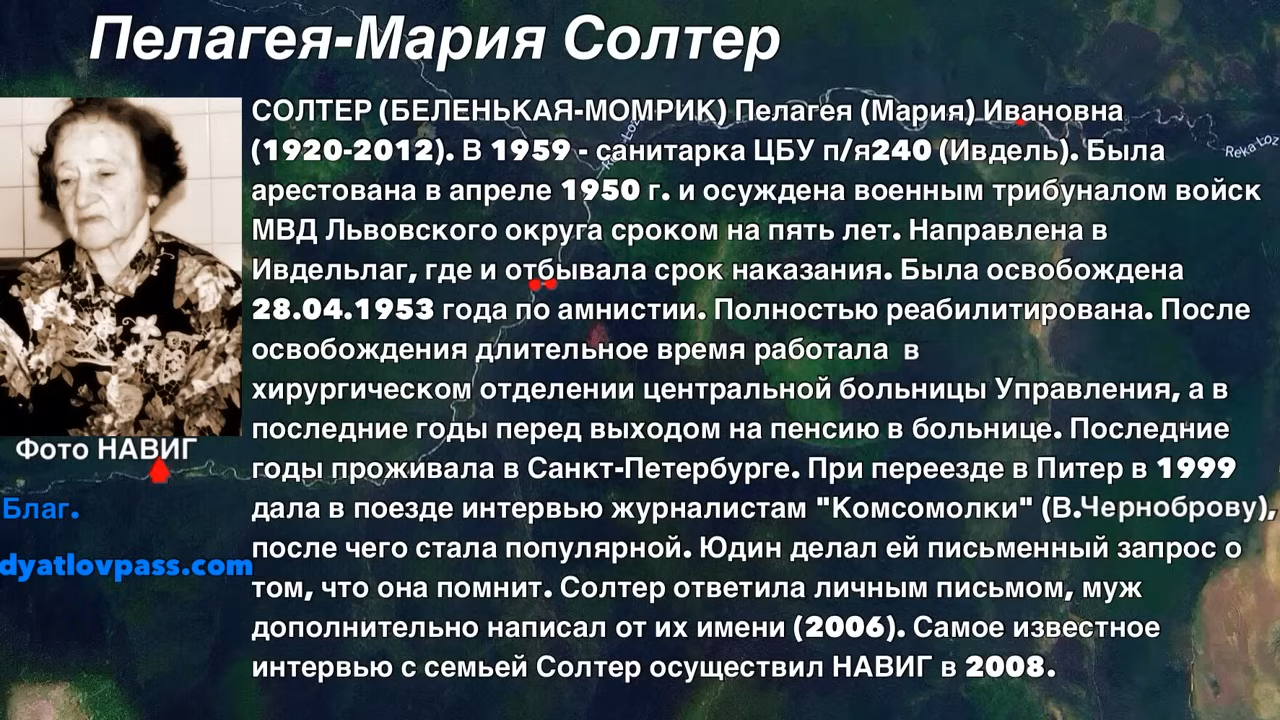 Пелагея-Мария Солтер
СОЛТЕР (БЕЛЕНЬКАЯ-МОМРИК) Пелагея (Мария) Ивановна
(1920-2012). В 1959 - санитарка ЦБУ п/я240 (Ивдель). Была
арестована в апреле 1950 г. и осуждена военным трибуналом войск
МВД Львовского округа сроком на пять лет. Направлена в
Ивдельлаг, где и отбывала срок наказания. Была освобождена
28.04.1953 года по амнистии. Полностью реабилитирована. После
освобождения длительное время работала в
хирургическом отделении центральной больницы Управления, а в
последние годы перед выходом на пенсию в больнице. Последние
годы проживала в Санкт-Петербурге. При переезде в Питер в 1999
дала в поезде интервью журналистам "Комсомолки" (В.Черноброву),
после чего стала популярной. Юдин делал ей письменный запрос о
том, что она помнит. Солтер ответила личным письмом, муж
дополнительно написал от их имени (2006). Самое известное
интервью с семьей Солтер осуществил НАВИГ в 2008.
Фото НАВИГ
Благ.
dyatlovpass.com